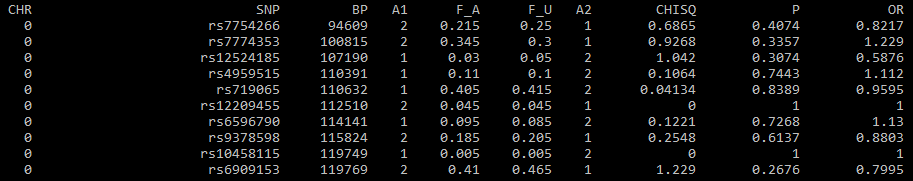 CHR SNP BP A1 F_A F_U A2 CHISQ P OR
0 rs7754266 94609 2 0.215 0.25 1 0.6865 0.4074 0.8217
0 rs7774353 100815 2 0.345 0.3 1 0.9268 0.3357 1.229
0 rs12524185 107190 1 0.03 0.05 2 1.042 0.3074 0.5876
0 rs4959515 110391 1 0.11 0.1 2 0.1064 0.7443 1.112
0 rs719065 110632 1 0.405 0.415 2 0.04134 0.8389 0.9595
0 rs12209455 112510 2 0.045 0.045 1 0 1 1
0 rs6596790 114141 1 0.095 0.085 2 0.1221 0.7268 1.13
0 rs9378598 115824 2 0.185 0.205 1 0.2548 0.6137 0.8803
0 rs10458115 119749 1 0.005 0.005 2 0 1 1
0 rs6909153 119769 2 0.41 0.465 1 1.229 0.2676 0.7995